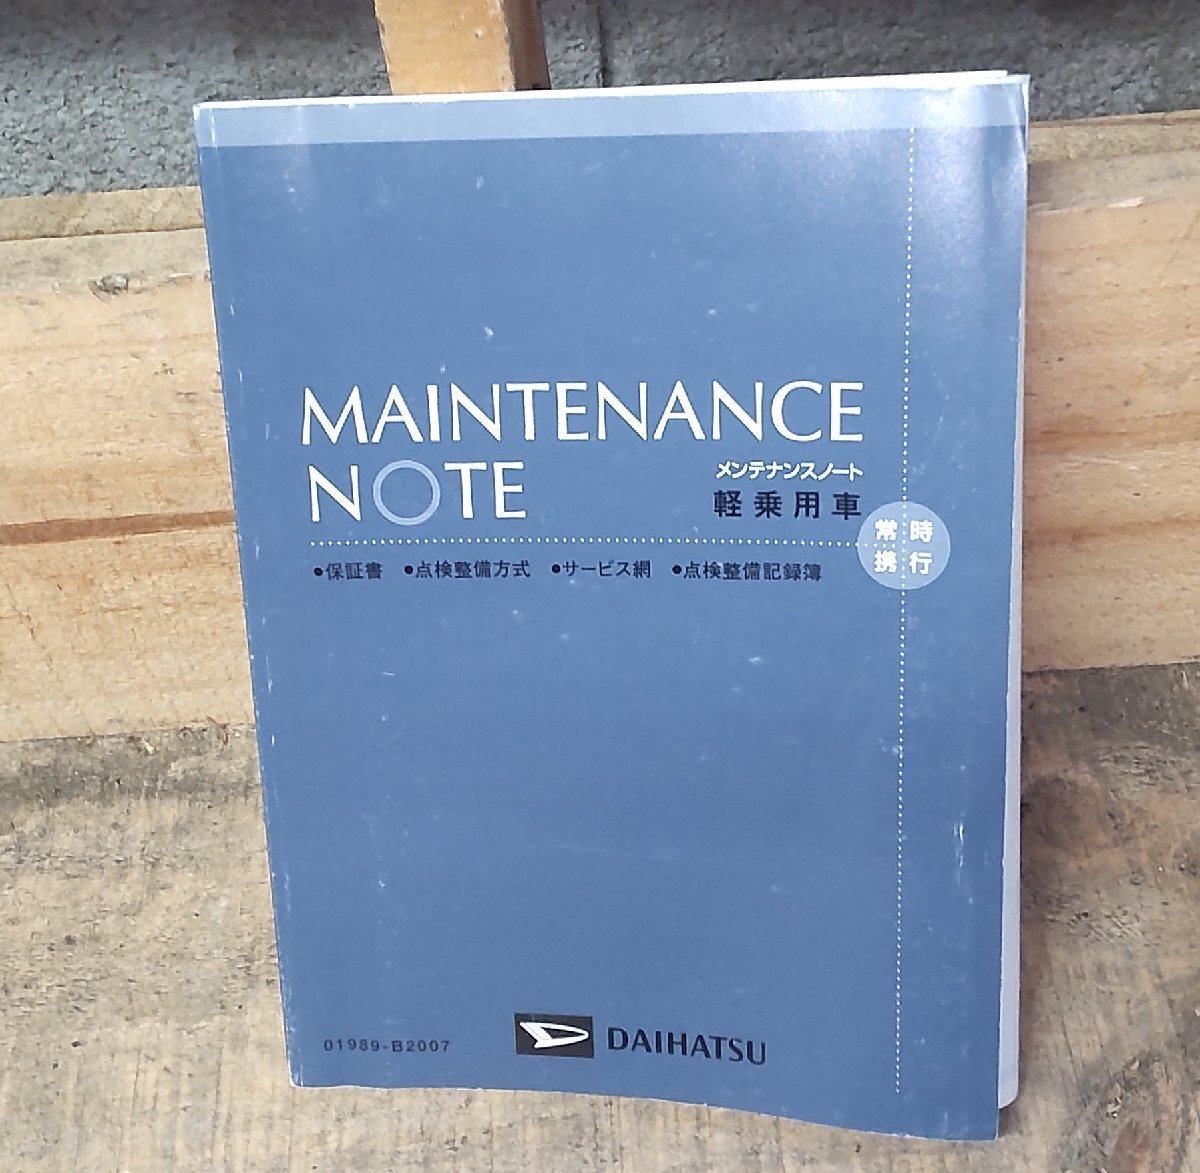 MAINTENANCE
NOTE
メンテナンスノート
軽乗用車
常時
携行
●保証書 ●点検整備方式 ●サービス網 ●点検整備記録簿
01989-B2007
DAIHATSU